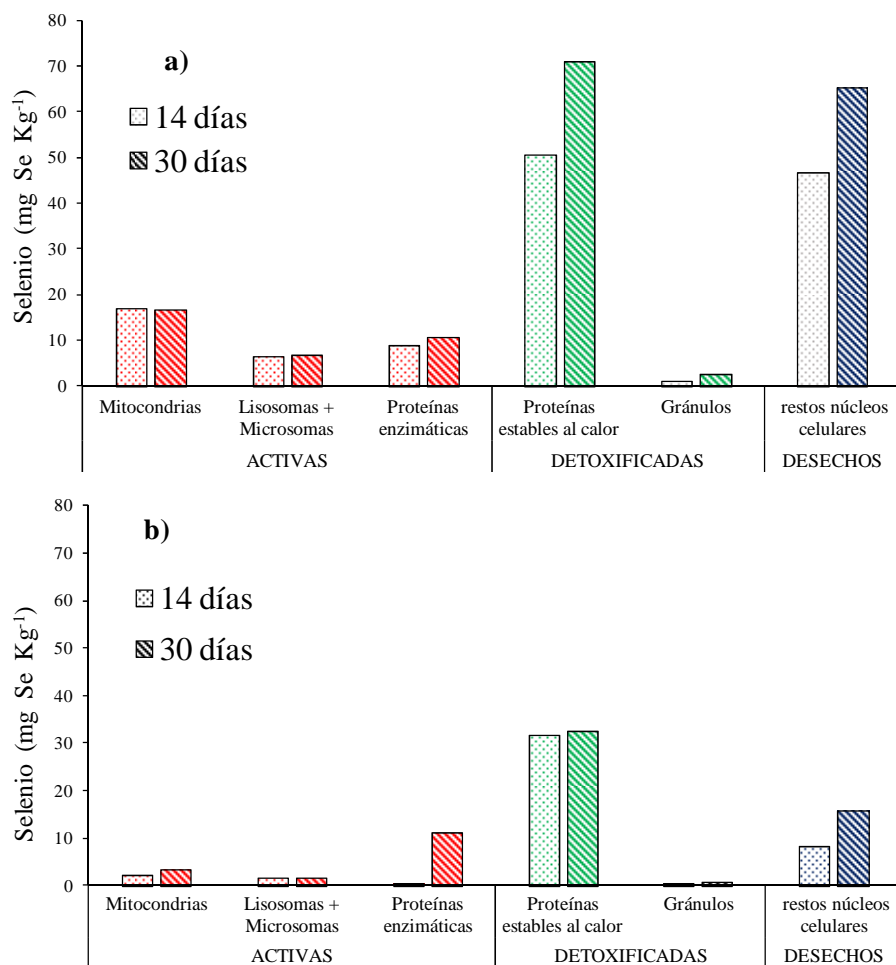 80
70
60
50
40
30
20
10
0
Selenio (mg Se Kg-1)
a)
14 días
30 días
Mitocondrias
Lisosomas +
Microsomas
Proteínas
enzimáticas
Proteínas
estables al calor
Gránulos
restos núcleos
celulares
ACTIVAS
DETOXIFICADAS
DESECHOS
80
70
60
50
40
30
20
10
0
Selenio (mg Se Kg-1)
b)
14 días
30 días
Mitocondrias
Lisosomas +
Microsomas
Proteínas
enzimáticas
Proteínas
estables al calor
Gránulos
restos núcleos
celulares
ACTIVAS
DETOXIFICADAS
DESECHOS